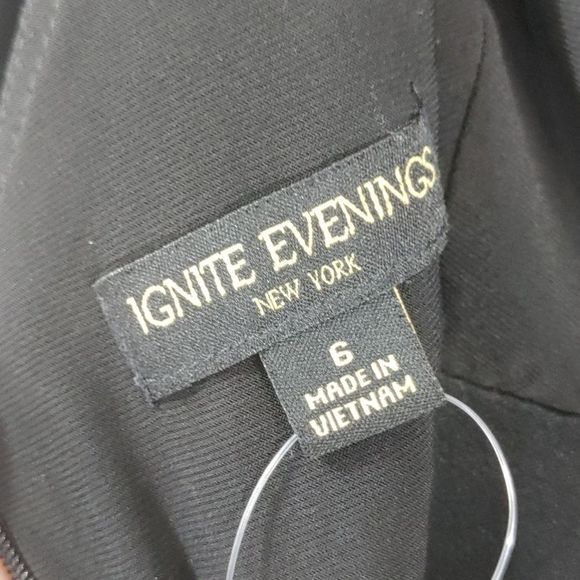 IGNITE EVENINGS
NEW YORK
6
MADE IN
VIETNAM